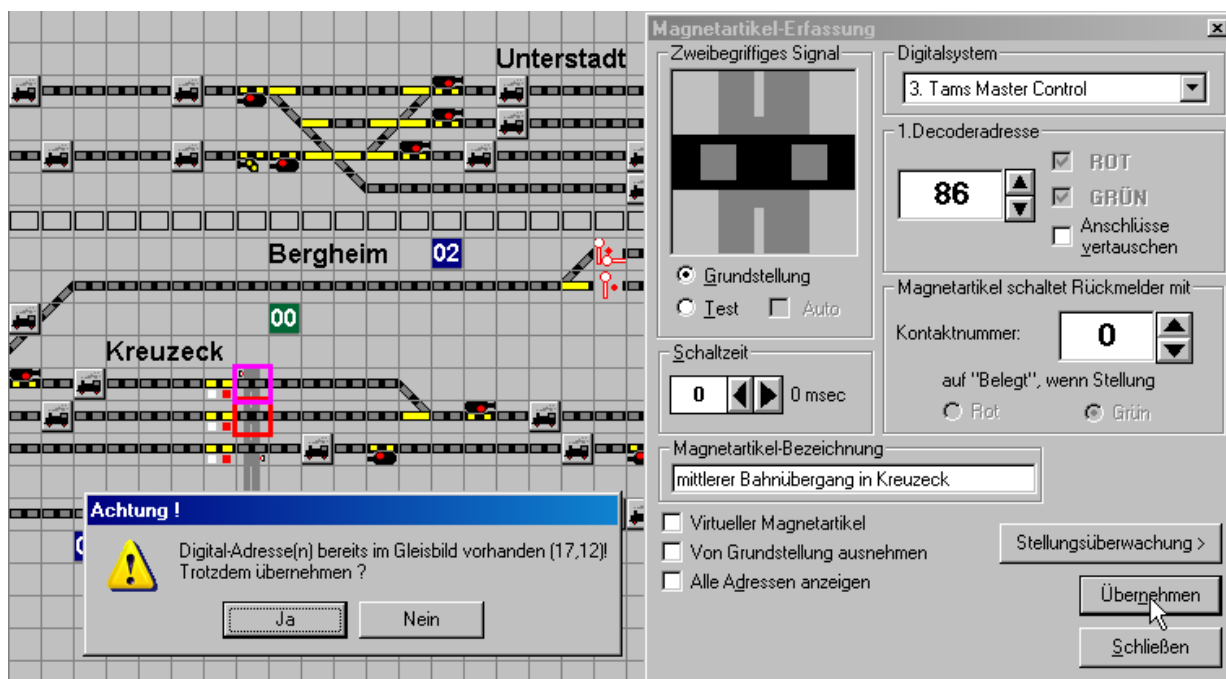 Unterstadt
Bergheim
02
00
Kreuzeck
Achtung !
Digital-Adresse(n) bereits im Gleisbild vorhanden (17,12)!
Trotzdem übernehmen ?
Ja
Nein
Magnetartikel-Erfassung
Zweibegriffiges Signal
Grundstellung
Test
Auto
Schaltzeit
0
0 msec
Digitalsystem
3. Tams Master Control
1.Decoderadresse
86
ROT
GRÜN
Anschlüsse
vertauschen
Magnetartikel schaltet Rückmelder mit
Kontaktnummer:
0
auf "Belegt", wenn Stellung
Rot
Grün
Magnetartikel-Bezeichnung
mittlerer Bahnübergang in Kreuzeck
Virtueller Magnetartikel
Von Grundstellung ausnehmen
Alle Adressen anzeigen
Stellungsüberwachung >
Übernehmen
Schließen